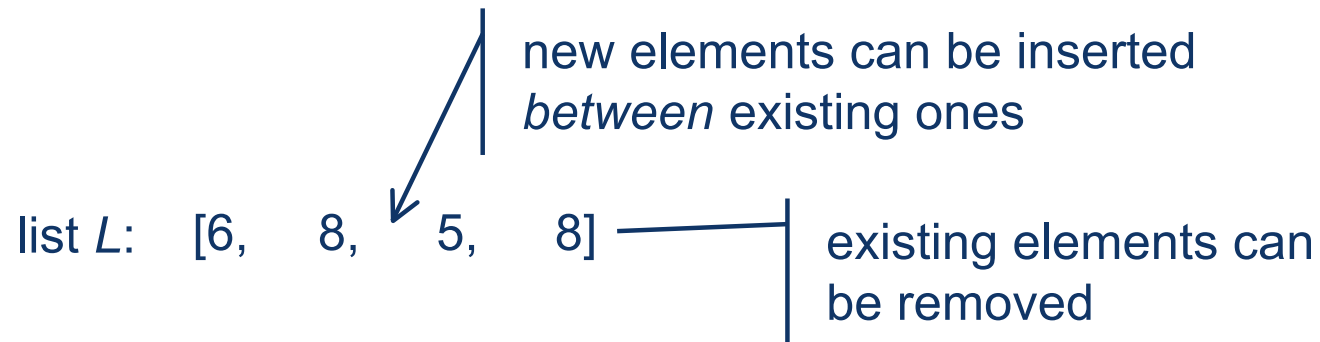 new elements can be inserted
between existing ones
list L: [6, 8, 5, 8]
existing elements can
be removed